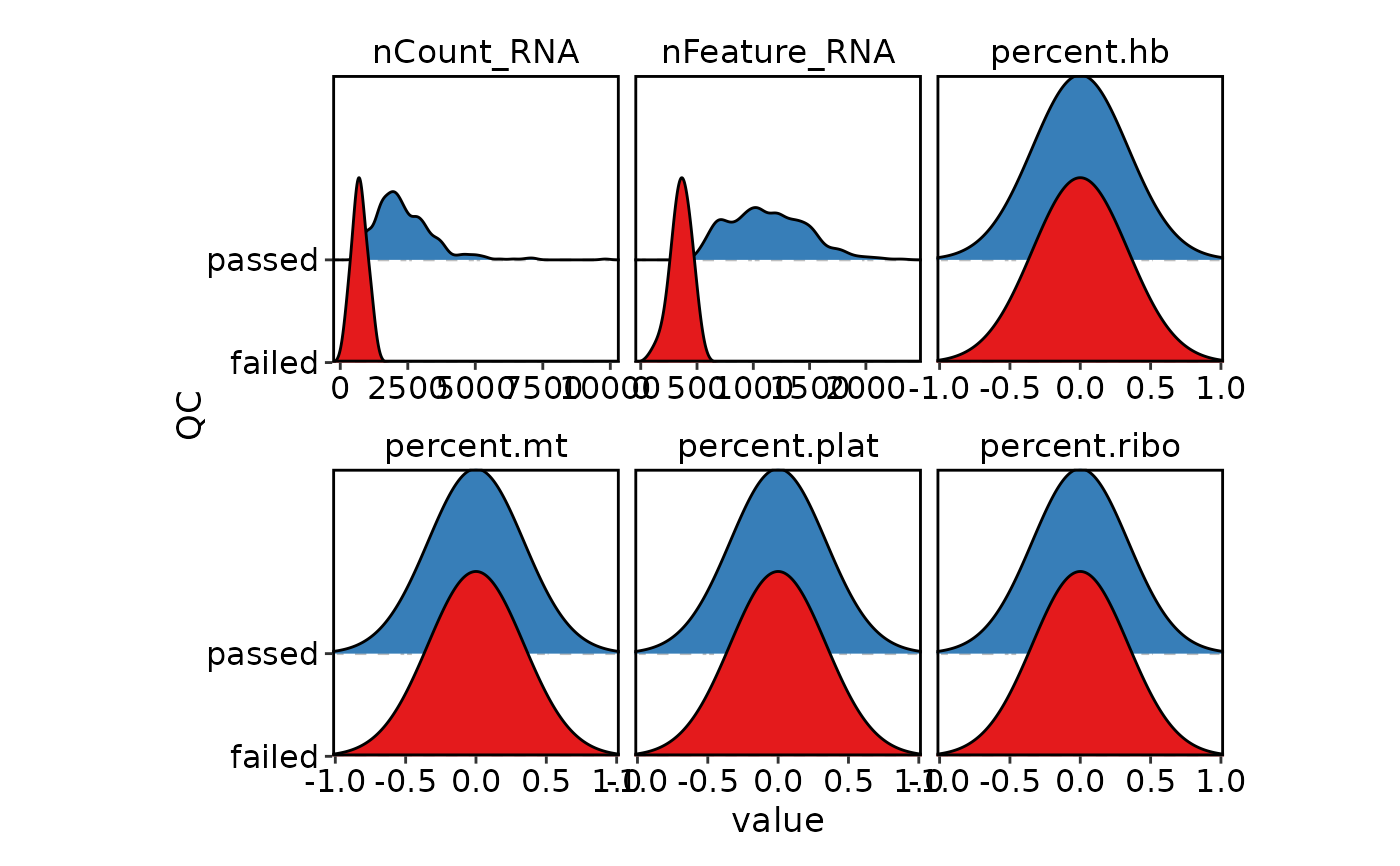 nCount_RNA nFeature_RNA percent.hb
passed
failed
0 2500 5000 7500 10000 0 500 1000 1500 2000 -1.0 -0.5 0.0 0.5 1.0
QC
percent.mt percent.plat percent.ribo
passed
failed
-1.0 -0.5 0.0 0.5 1.0 -1.0 -0.5 0.0 0.5 1.0 -1.0 -0.5 0.0 0.5 1.0
value